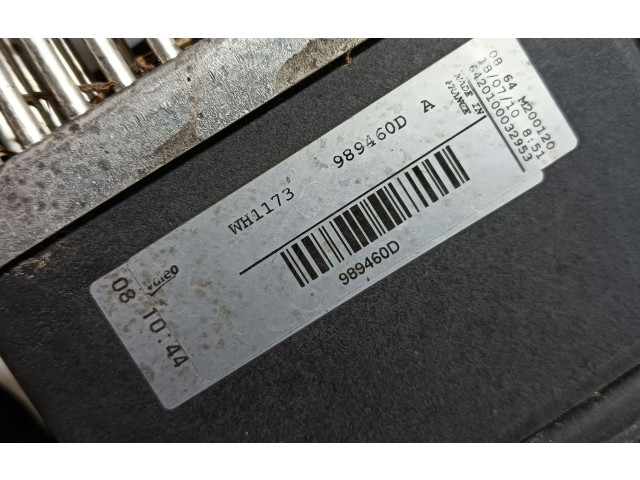 08 64 M200120
18/07/10 8:51
6420100032953
MADE IN
FRANCE
WH1173 989460D A
989460D
Valeo
08 10:44